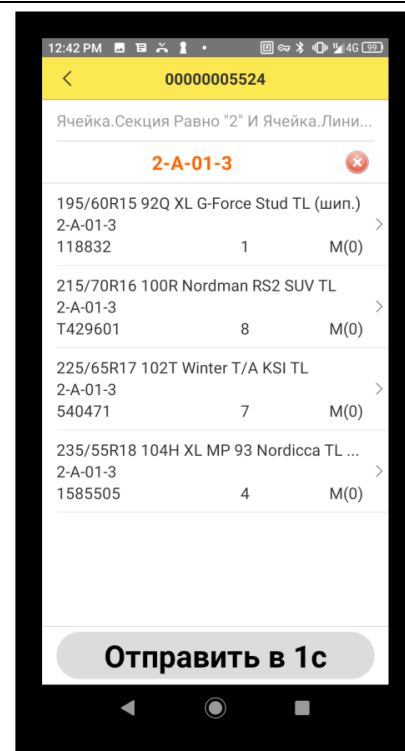 12:42 PM 4G 99
00000005524
Ячейка.Секция Равно "2" И Ячейка.Лини...
2-A-01-3
195/60R15 92Q XL G-Force Stud TL (шип.)
2-A-01-3
118832 1 М(0)
215/70R16 100R Nordman RS2 SUV TL
2-A-01-3
T429601 8 М(0)
225/65R17 102T Winter T/A KSI TL
2-A-01-3
540471 7 М(0)
235/55R18 104H XL MP 93 Nordicca TL ...
2-A-01-3
1585505 4 М(0)
Отправить в 1с